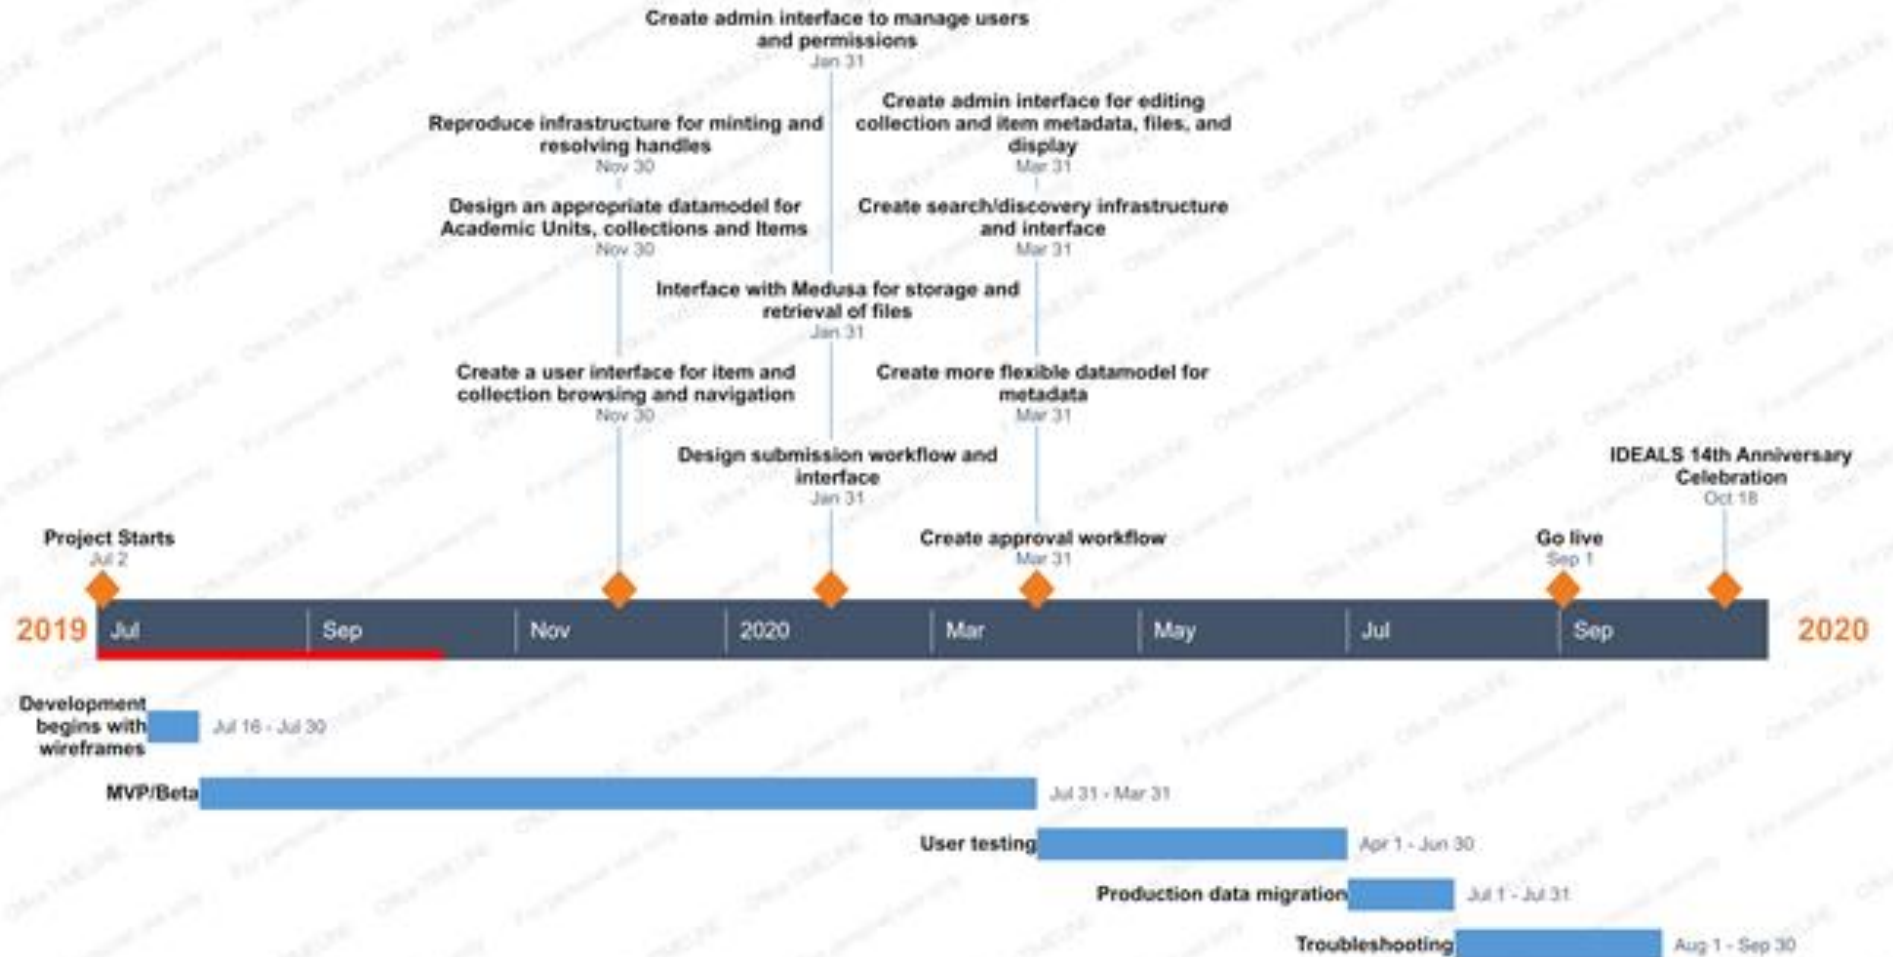 Create admin interface to manage users
and permissions
Jan 31
Reproduce infrastructure for minting and
resolving handles
Nov 30
Create admin interface for editing
collection and item metadata, files, and
display
Mar 31
Design an appropriate datamodel for
Academic Units, collections and Items
Nov 30
Create search/discovery infrastructure
and interface
Mar 31
Interface with Medusa for storage and
retrieval of files
Jan 31
Create a user interface for item and
collection browsing and navigation
Nov 30
Create more flexible datamodel for
metadata
Mar 31
Design submission workflow and
interface
Jan 31
IDEALS 14th Anniversary
Celebration
Oct 18
Project Starts
Jul 2
Create approval workflow
Mar 31
Go live
Sep 1
2019 Jul Sep Nov 2020 Mar May Jul Sep 2020
Development
begins with
wireframes
Jul 16 - Jul 30
MVP/Beta Jul 31 - Mar 31
User testing Apr 1 - Jun 30
Production data migration Jul 1 - Jul 31
Troubleshooting Aug 1 - Sep 30